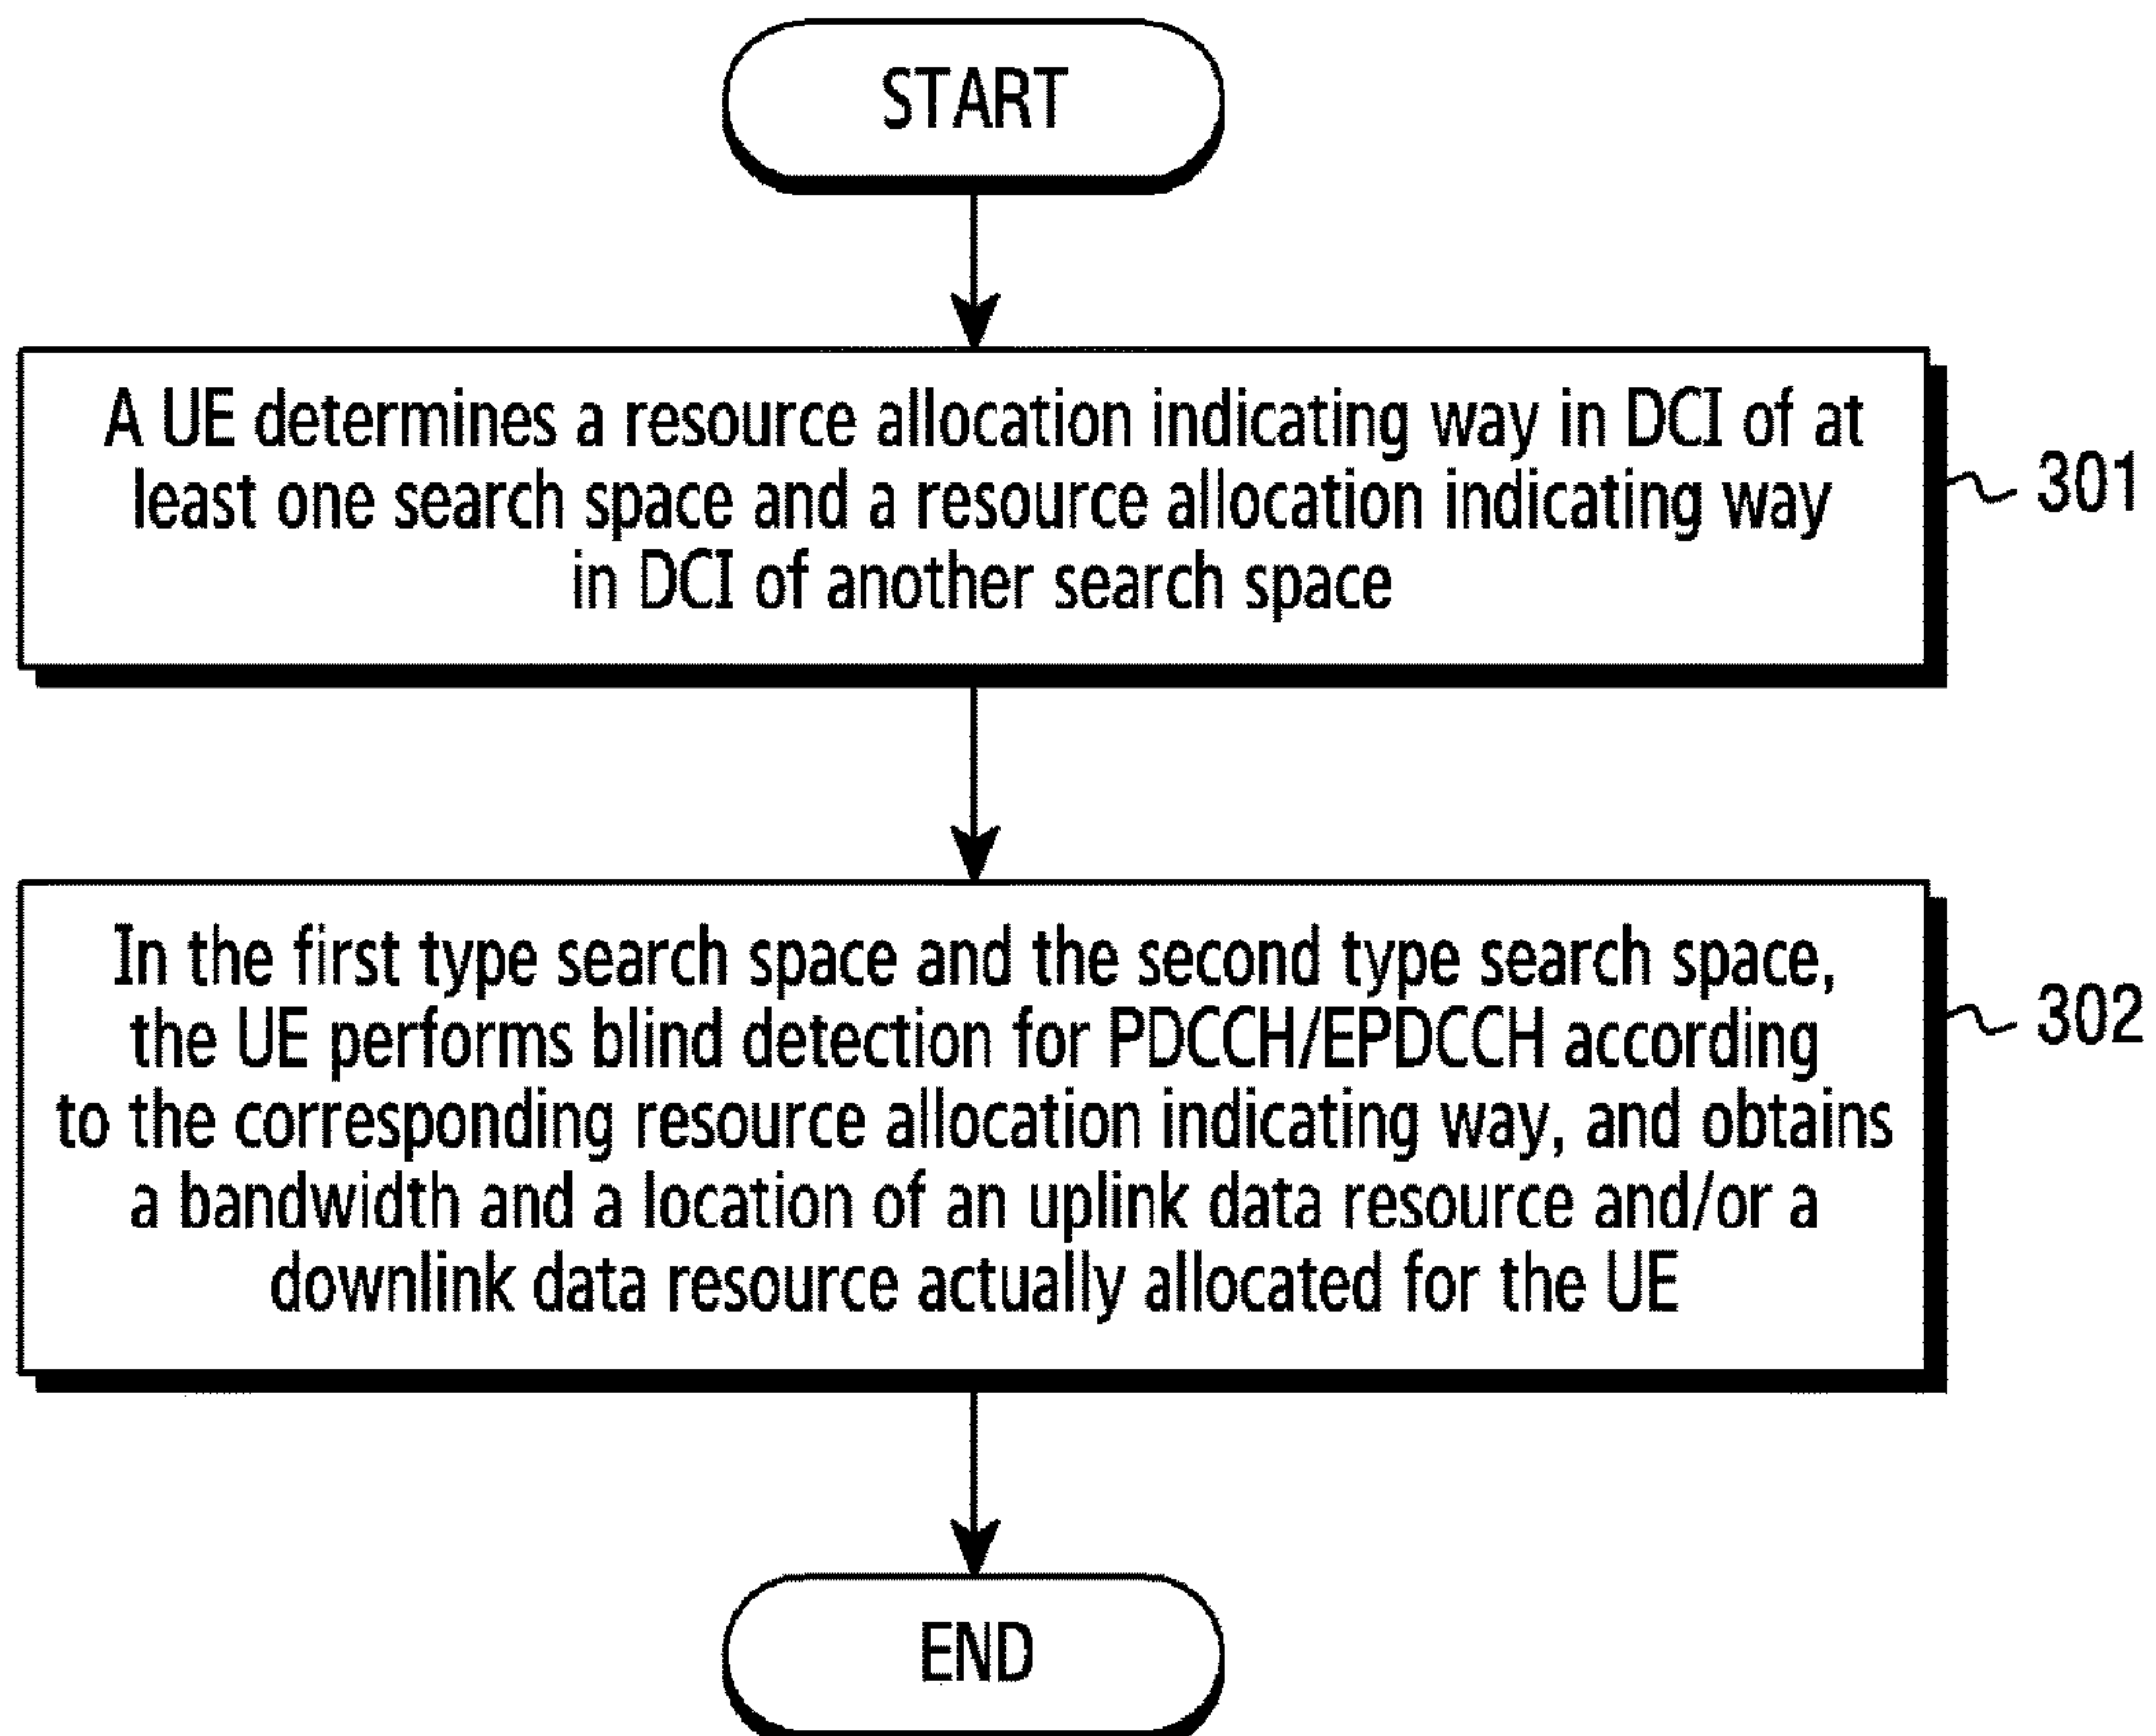 START
A UE determines a resource allocation indicating way in DCI of at
least one search space and a resource allocation indicating way
in DCI of another search space
301
In the first type search space and the second type search space,
the UE performs blind detection for PDCCH/EPDCCH according
to the corresponding resource allocation indicating way, and obtains
a bandwidth and a location of an uplink data resource and/or a
downlink data resource actually allocated for the UE
302
END